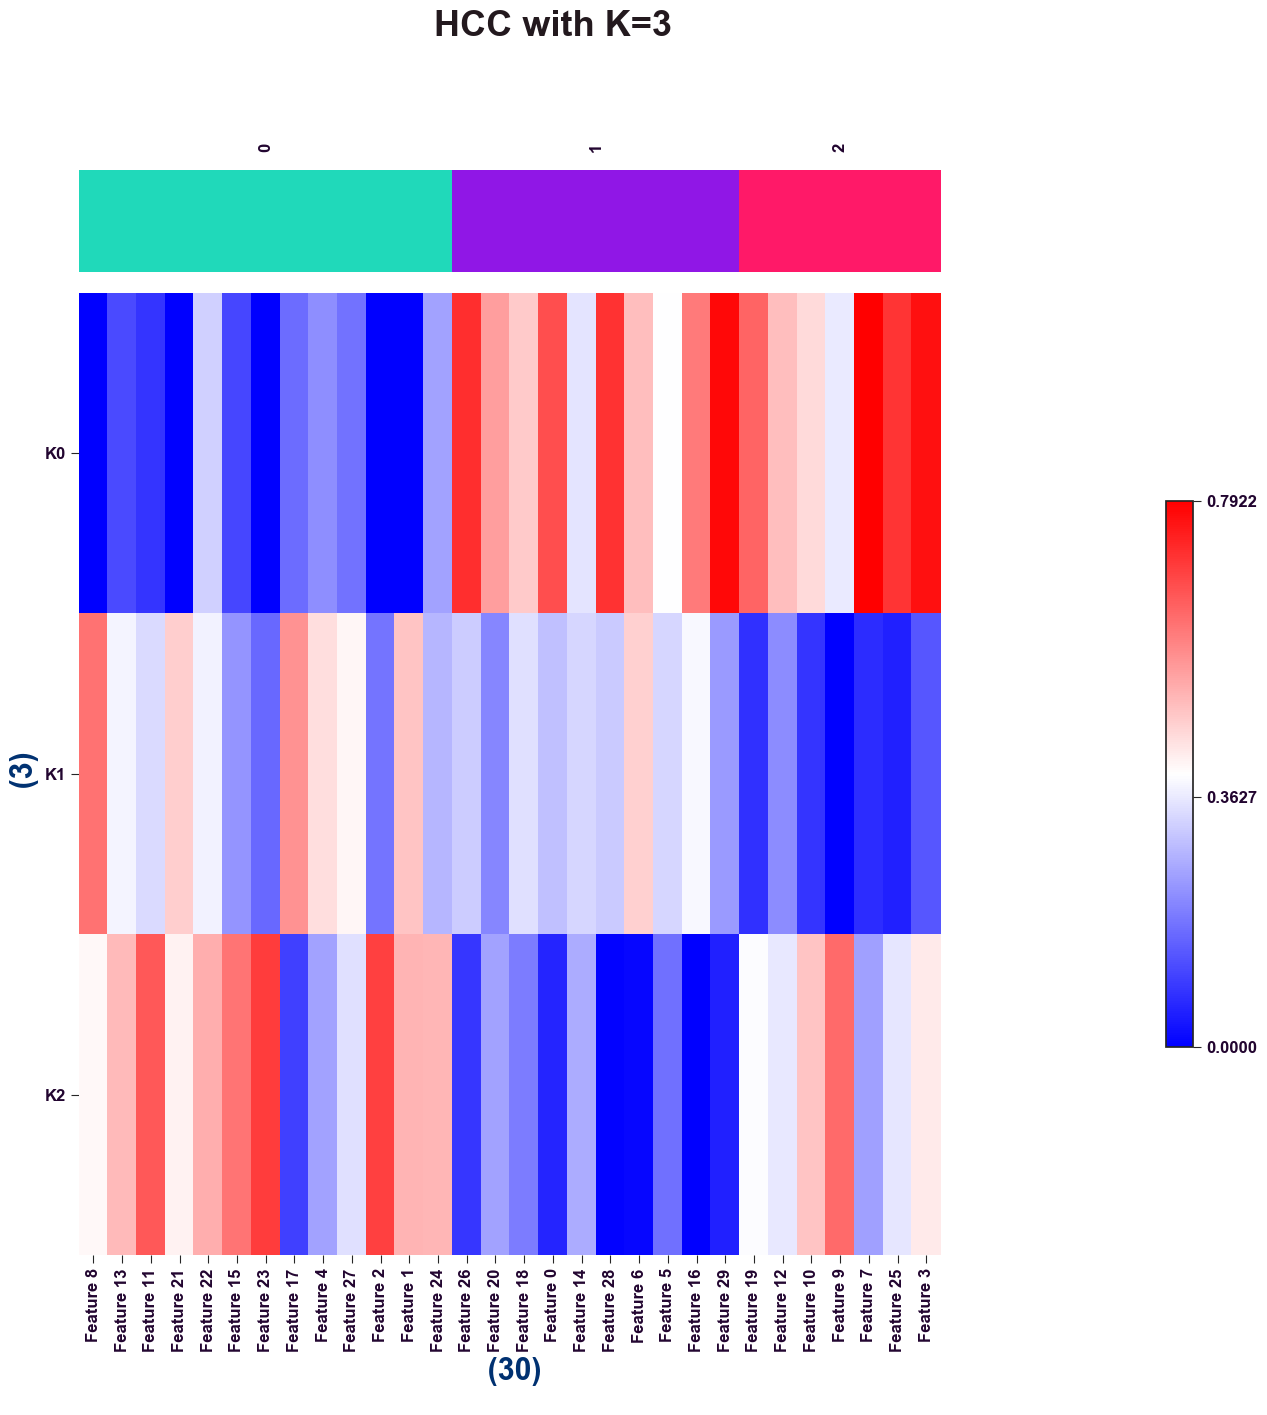 HCC with K=3
0
1
2
K0
K1
K2
(3)
0.7922
0.3627
0.0000
Feature 8
Feature 13
Feature 11
Feature 21
Feature 22
Feature 15
Feature 23
Feature 17
Feature 4
Feature 27
Feature 2
Feature 1
Feature 24
Feature 26
Feature 20
Feature 18
Feature 0
Feature 14
Feature 28
Feature 6
Feature 5
Feature 16
Feature 29
Feature 19
Feature 12
Feature 10
Feature 9
Feature 7
Feature 25
Feature 3
(30)